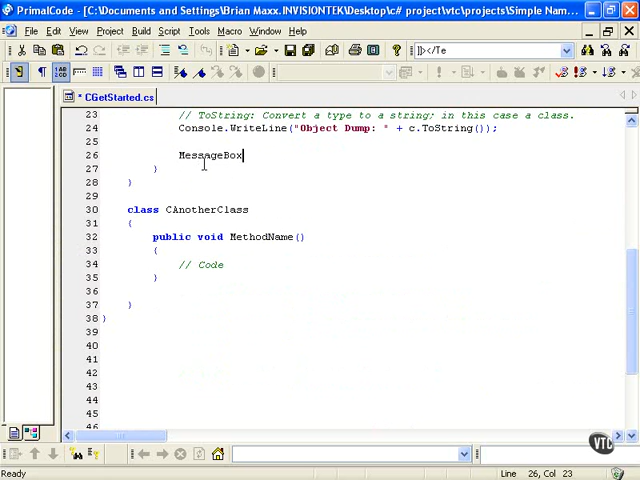 PrimalCode - [C:\Documents and Settings\Brian Maxx.INVISIONTEK\Desktop\c# project\vtc\projects\Simple Nam...
File Edit View Project Build Tools Macro Window Help
]]></Te
* CGetStarted.cs
23 // ToString: Convert a type to a string; in this case a class.
24 Console.WriteLine("Object Dump: " + c.ToString());
25
26 MessageBox
27 }
28 }
29
30 class CAnotherClass
31 {
32 public void MethodName()
33 {
34 // Code
35 }
36
37 }
38 }
39
40
41
42
43
44
45
46
VTC
Ready
Line 26, Col 23